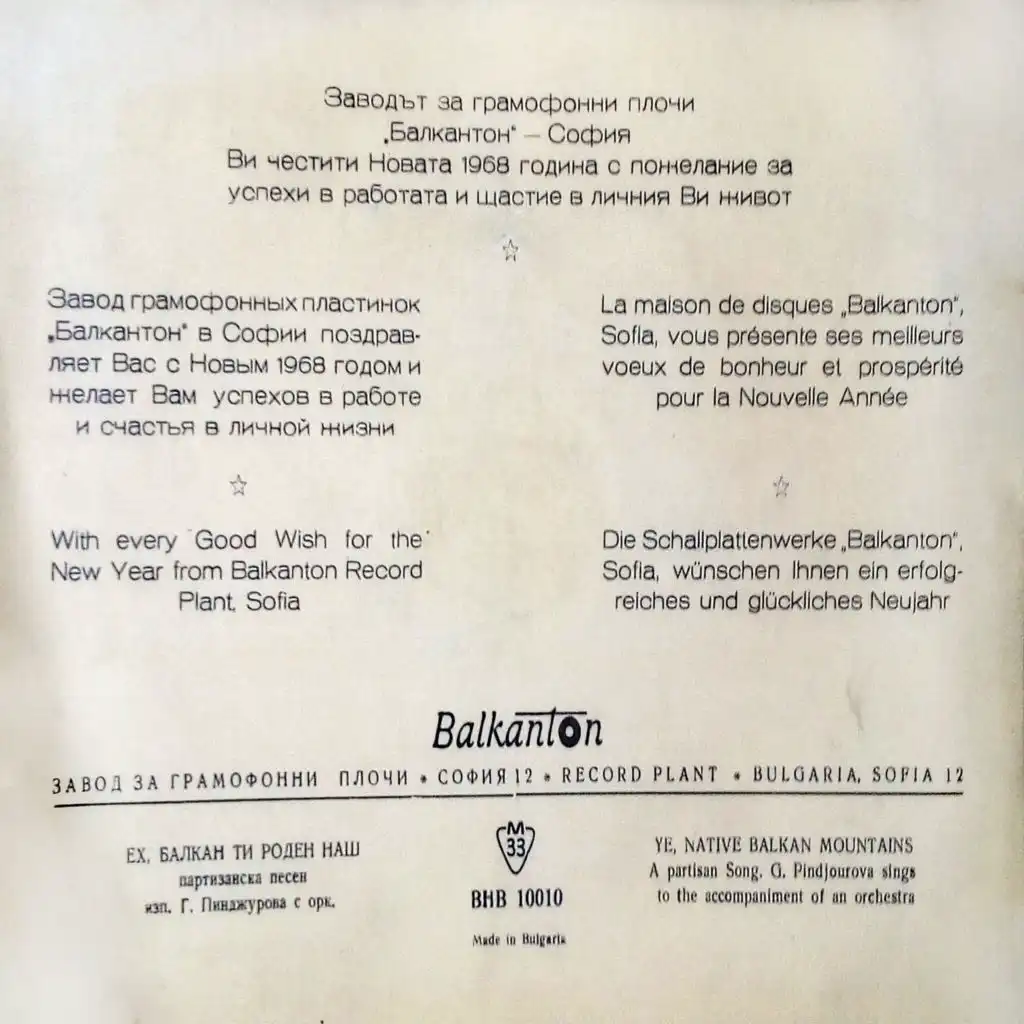 Заводът за грамофонни плочи
„Балкантон“ – София
Ви честити Новата 1968 година с пожелание за
успехи в работата и щастие в личния Ви живот
Завод грамофонных пластинок
„Балкантон“ в Софии поздрав-
ляет Вас с Новым 1968 годом и
желает Вам успехов в работе
и счастья в личной жизни
La maison de disques „Balkanton“,
Sofia, vous présente ses meilleurs
voeux de bonheur et prospérité
pour la Nouvelle Année
With every Good Wish for the
New Year from Balkanton Record
Plant, Sofia
Die Schallplattenwerke „Balkanton“,
Sofia, wünschen Ihnen ein erfolg-
reiches und glückliches Neujahr
Balkanton
ЗАВОД ЗА ГРАМОФОННИ ПЛОЧИ • СОФИЯ 12 • RECORD PLANT • BULGARIA, SOFIA 12
ЕХ, БАЛКАН ТИ РОДЕН НАШ
партизанска песен
изп. Г. Пинджурова с орк.
М
33
ВНВ 10010
Made in Bulgaria
YE, NATIVE BALKAN MOUNTAINS
A partisan Song. G. Pindjourova sings
to the accompaniment of an orchestra